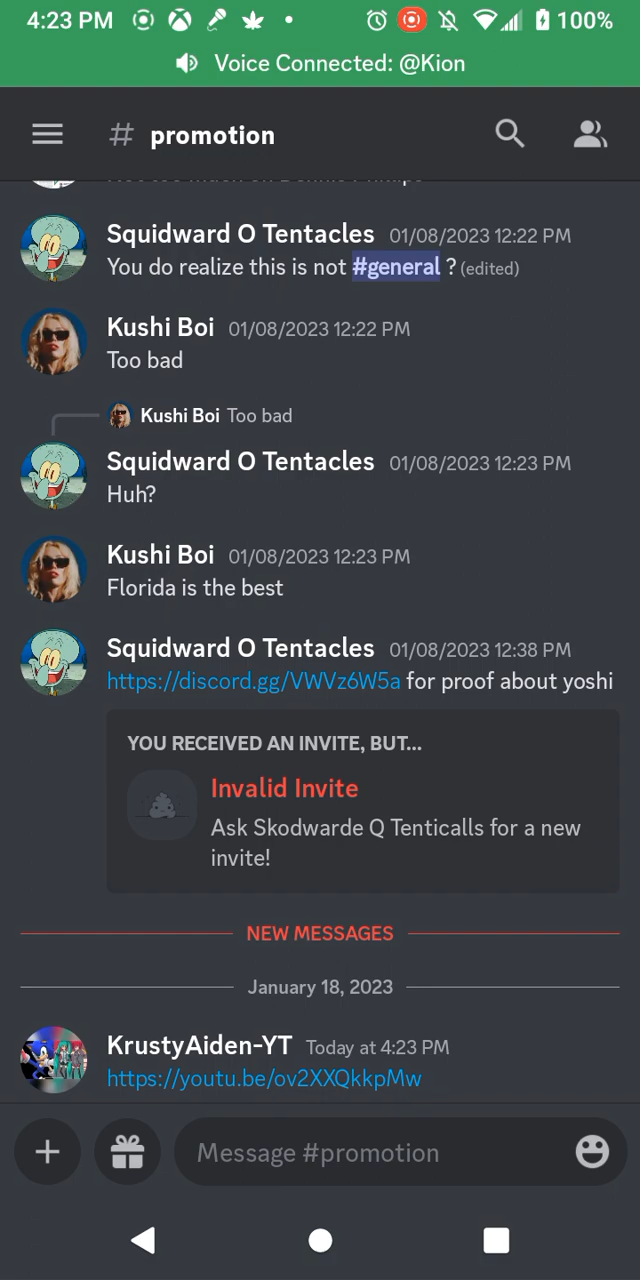 4:23 PM 100%
Voice Connected: @Kion
# promotion
Squidward O Tentacles 01/08/2023 12:22 PM
You do realize this is not #general ? (edited)
Kushi Boi 01/08/2023 12:22 PM
Too bad
Kushi Boi Too bad
Squidward O Tentacles 01/08/2023 12:23 PM
Huh?
Kushi Boi 01/08/2023 12:23 PM
Florida is the best
Squidward O Tentacles 01/08/2023 12:38 PM
https://discord.gg/VWVz6W5a for proof about yoshi
YOU RECEIVED AN INVITE, BUT...
Invalid Invite
Ask Skodwarde Q Tenticalls for a new
invite!
NEW MESSAGES
January 18, 2023
KrustyAiden-YT Today at 4:23 PM
https://youtu.be/ov2XXQkkpMw
Message #promotion